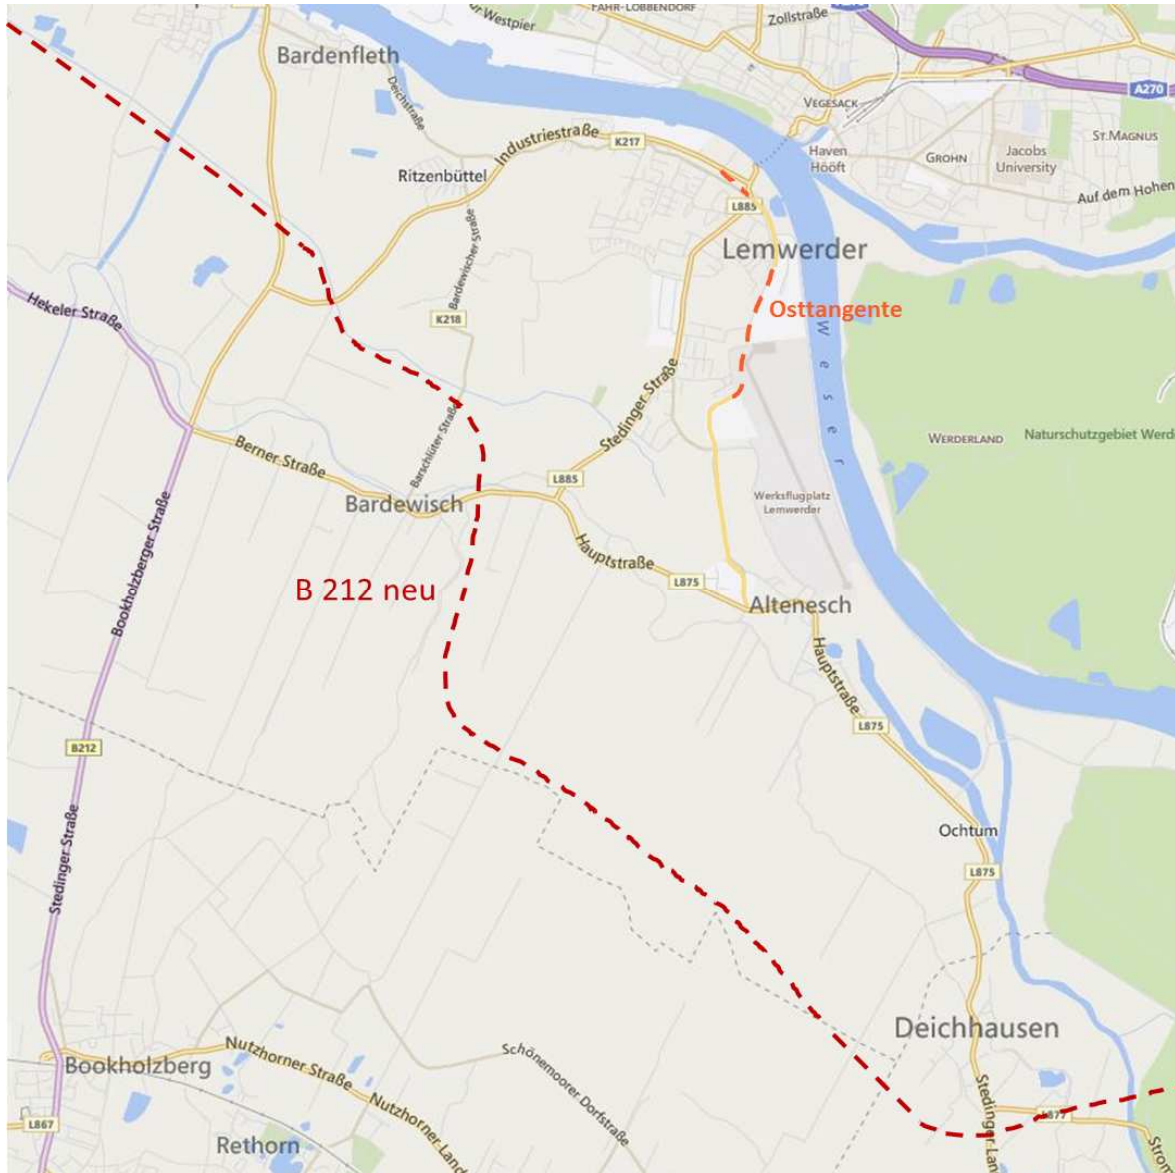 FÄHR-LOBBENDORF
Zollstraße
Westpier
Bardenfleth
A270
VEGESACK
Deichstraße
Industriestraße
K217
ST. MAGNUS
Haven
Höövt
GROHN
Jacobs
University
Ritzenbüttel
Auf dem Hohen
L885
Lemwerder
Bardewischer Straße
Hekeler Straße
K218
Osttangente
Weser
Stedinger Straße
WERDERLAND
Naturschutzgebiet Werde
Berner Straße
Barschlüter Straße
L885
Bardewisch
Werksflugplatz
Lemwerder
Bookholzberger Straße
Hauptstraße
L875
B 212 neu
Altenesch
Hauptstraße
L875
B212
Stedinger Straße
Ochtum
L875
Deichhausen
Bookholzberg
Nutzhorner Straße
Schönemoorer Dorfstraße
Stedinger Lan
L877
Nutzhorner Land
L867
Rethorn
Stro